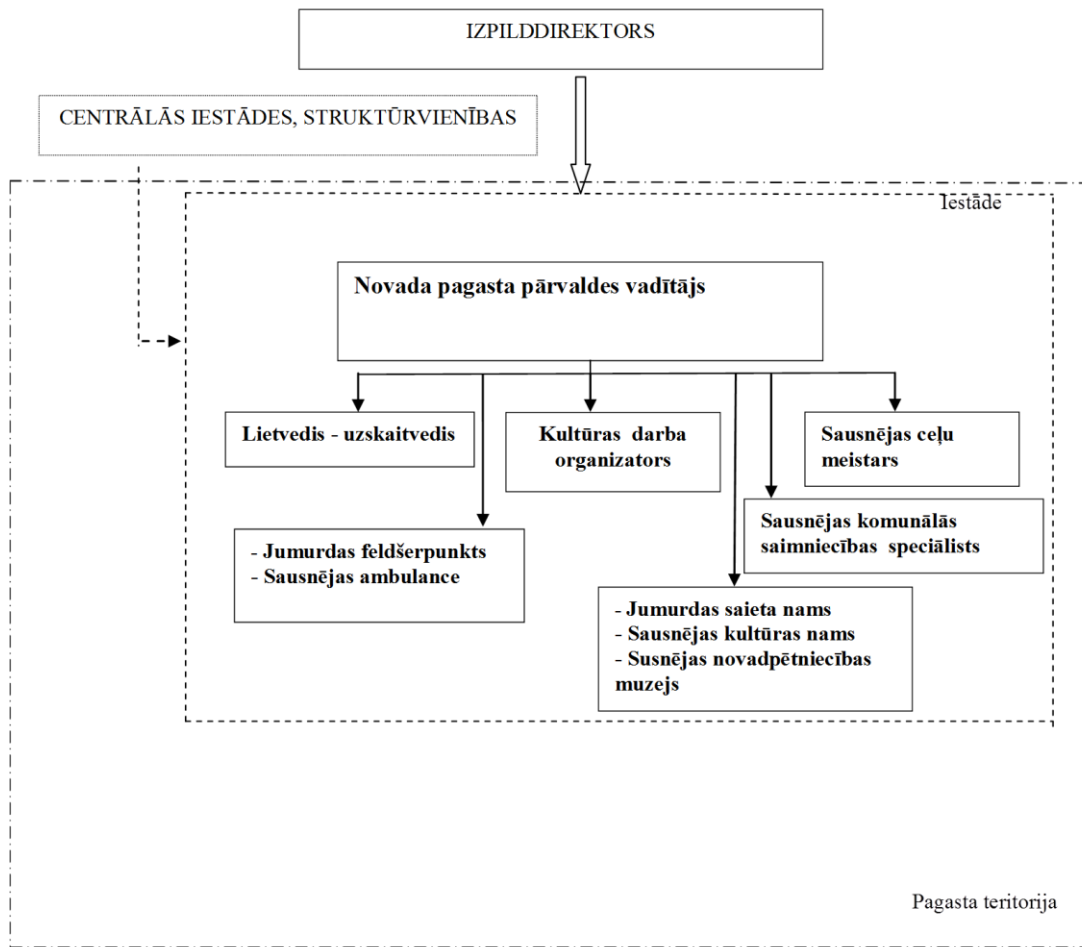 IZPILDDIREKTORS
CENTRĀLĀS IESTĀDES, STRUKTŪRVIENĪBAS
Iestāde
Novada pagasta pārvaldes vadītājs
Lietvedis - uzskaitvedis
Kultūras darba
organizators
Sausnējas ceļu
meistars
Sausnējas komunālās
saimniecības speciālists
- Jumurdas feldšerpunkts
- Sausnējas ambulance
- Jumurdas saieta nams
- Sausnējas kultūras nams
- Susnējas novadpētniecības
muzejs
Pagasta teritorija